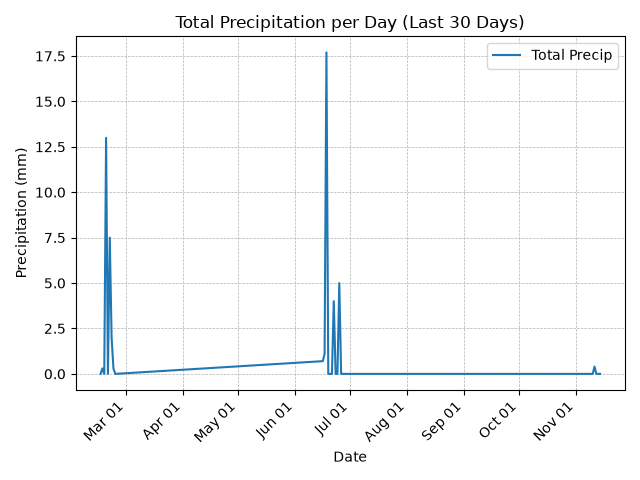 Total Precipitation per Day (Last 30 Days)
Total Precip
Precipitation (mm)
17.5
15.0
12.5
10.0
7.5
5.0
2.5
0.0
Mar 01
Apr 01
May 01
Jun 01
Jul 01
Aug 01
Sep 01
Oct 01
Nov 01
Date